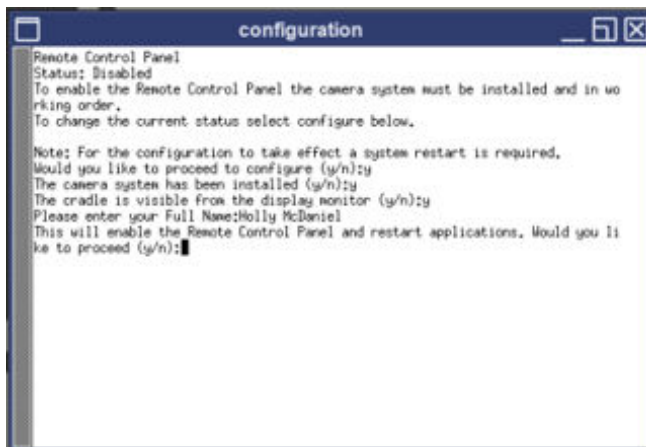 configuration
Remote Control Panel
Status: Disabled
To enable the Remote Control Panel the camera system must be installed and in wo
rking order.
To change the current status select configure below.
Note: For the configuration to take effect a system restart is required.
Would you like to proceed to configure (y/n):y
The camera system has been installed (y/n):y
The cradle is visible from the display monitor (y/n):y
Please enter your Full Name:Holly McDaniel
This will enable the Remote Control Panel and restart applications. Would you li
ke to proceed (y/n):